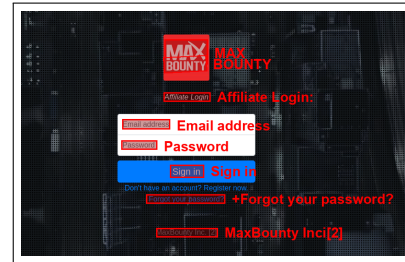 MAX MAX
BOUNTY BOUNTY
Affiliate Login Affiliate Login:
Email address Email address
Password Password
Sign in Sign in
Don't have an account? Register now.
Forgot your password? +Forgot your password?
MaxBounty Inc. [2] MaxBounty Inci[2]